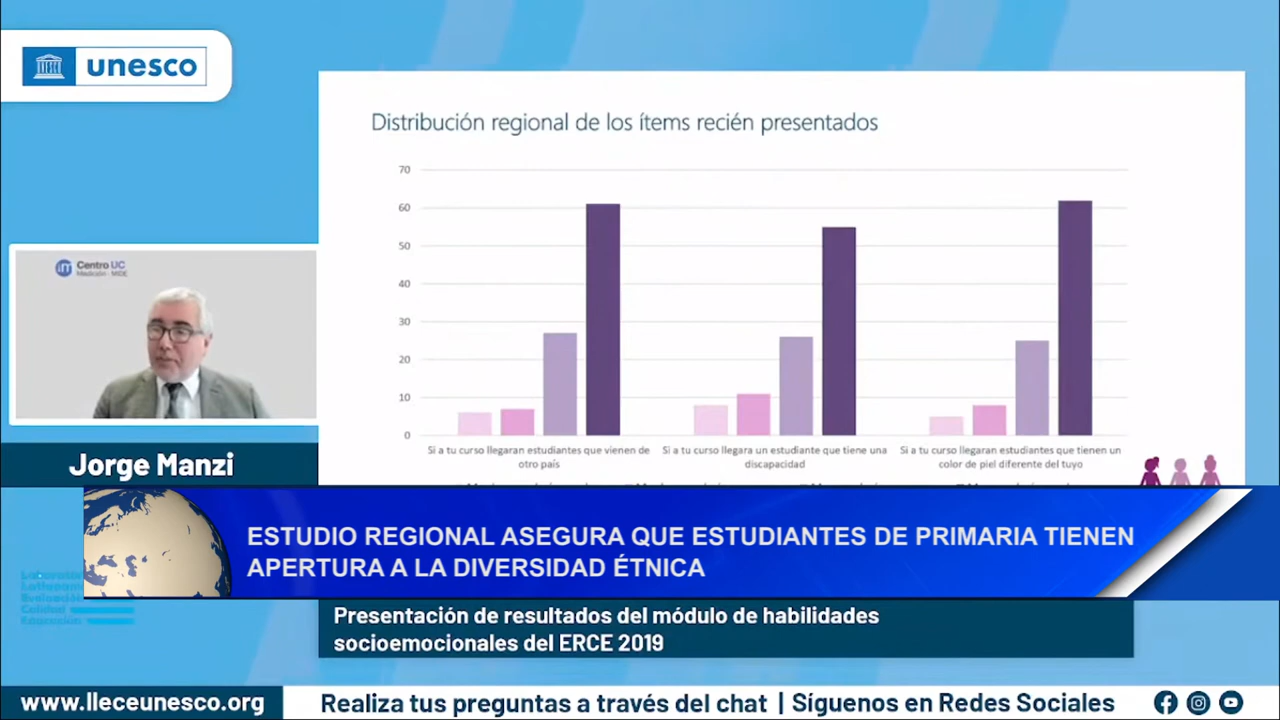 unesco
Distribución regional de los ítems recién presentados
70
60
50
40
30
20
10
0
Si a tu curso llegaran estudiantes que vienen de
otro país
Si a tu curso llegara un estudiante que tiene una
discapacidad
Si a tu curso llegaran estudiantes que tienen un
color de piel diferente del tuyo
Centro UC
Medición - MIDE
Jorge Manzi
ESTUDIO REGIONAL ASEGURA QUE ESTUDIANTES DE PRIMARIA TIENEN
APERTURA A LA DIVERSIDAD ÉTNICA
Presentación de resultados del módulo de habilidades
socioemocionales del ERCE 2019
www.lleceunesco.org
Realiza tus preguntas a través del chat | Síguenos en Redes Sociales